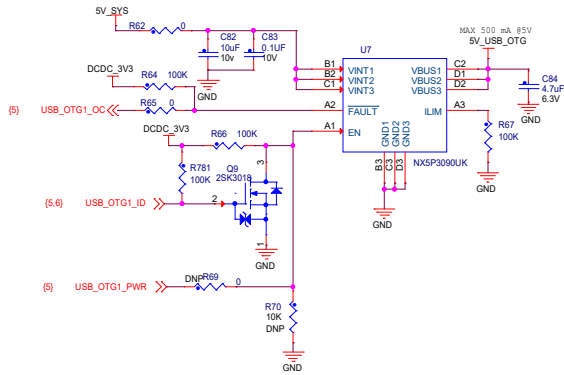 5V_SYS
R62
0
MAX 500 mA @5V
5V_USB_OTG
C82
10uF
10v
C83
0.1UF
10V
U7
DCDC_3V3
R64
100K
GND
B1
B2
C1
VINT1
VINT2
VINT3
VBUS1
VBUS2
VBUS3
C2
D1
D2
C84
4.7uF
6.3V
GND
{5}
USB_OTG1_OC
R65
0
A2
FAULT
ILIM
A3
DCDC_3V3
R66
100K
A1
EN
GND1
GND2
GND3
B3
C3
D3
NX5P3090UK
R67
100K
GND
GND
R781
100K
Q9
2SK3018
3
2
1
{5,6}
USB_OTG1_ID
GND
{5}
USB_OTG1_PWR
DNP
R69
0
R70
10K
DNP
GND